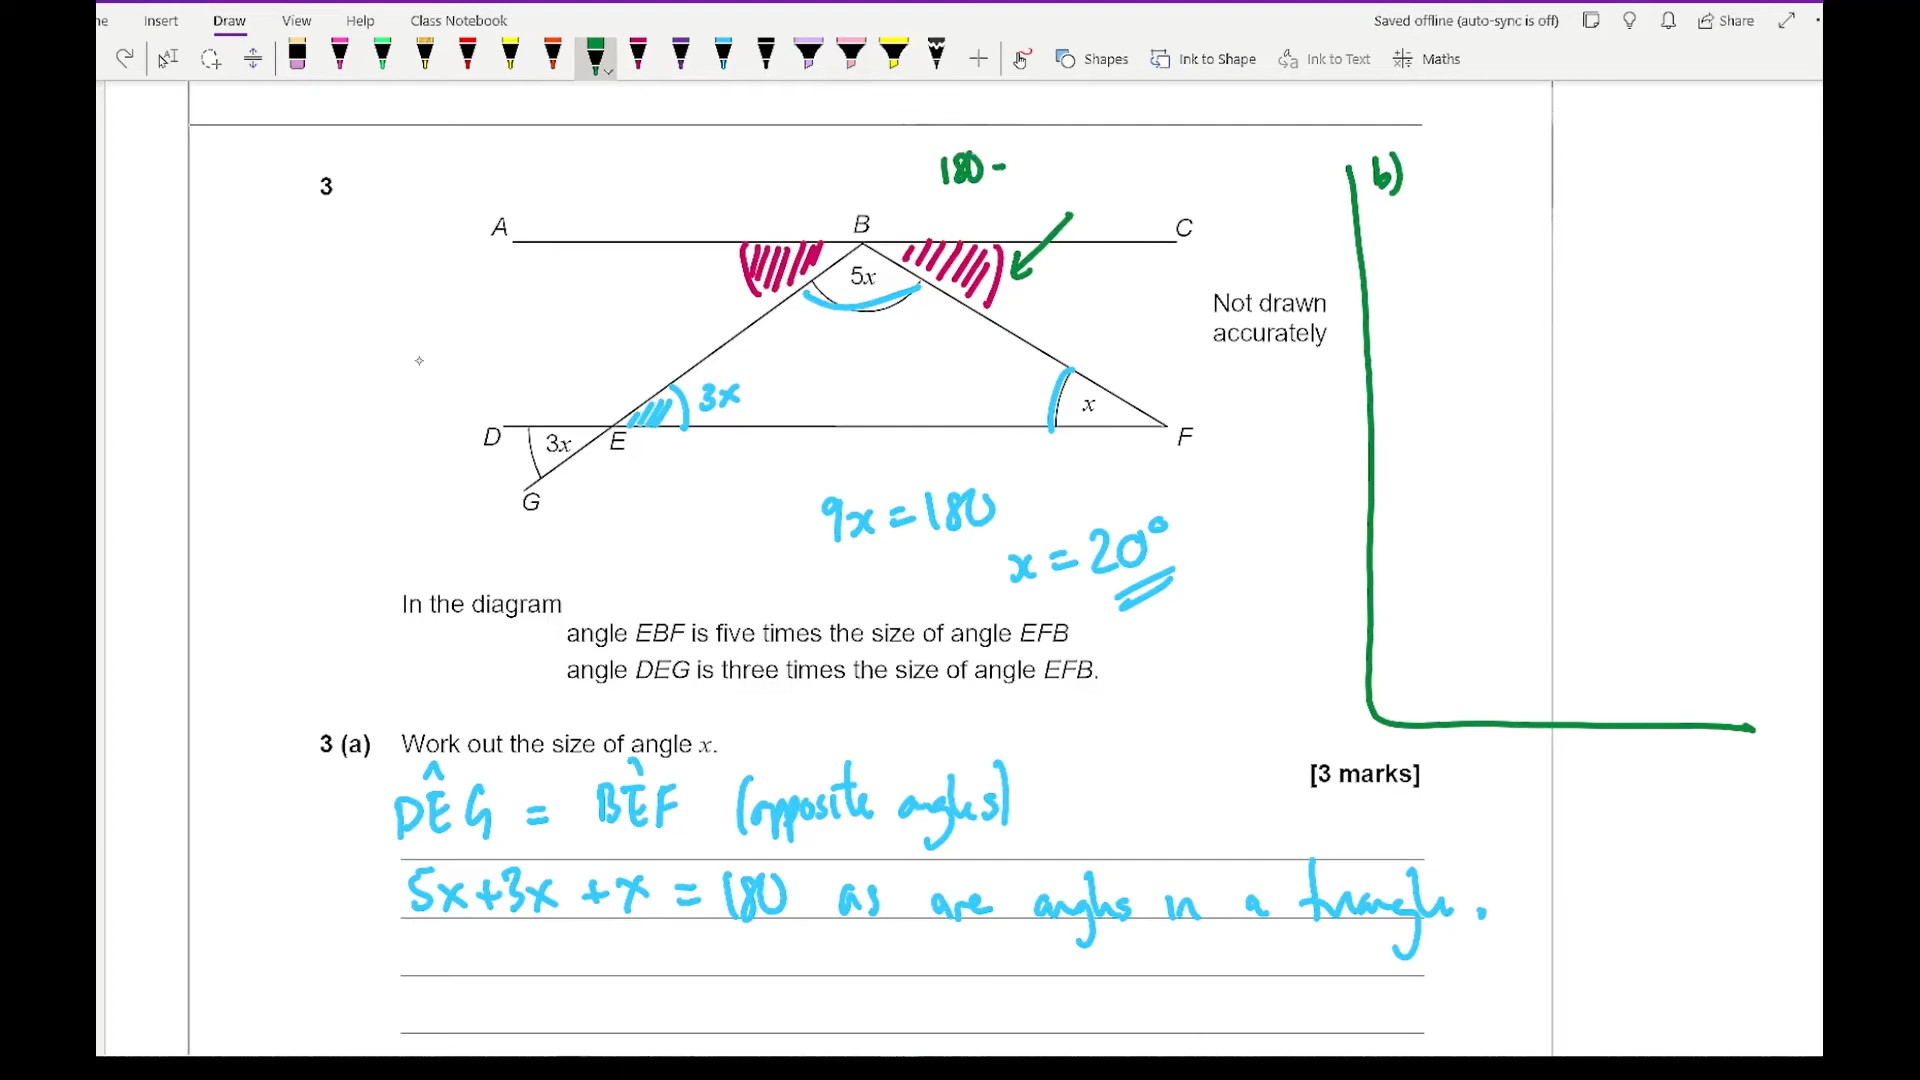 ne Insert Draw View Help Class Notebook Saved offline (auto-sync is off) Share
Shapes Ink to Shape Ink to Text Maths
180 -
b)
3
A B C
5x
Not drawn
accurately
3x x
D 3x E F
G
9x = 180
x = 20°
In the diagram
angle EBF is five times the size of angle EFB
angle DEG is three times the size of angle EFB.
3 (a) Work out the size of angle x.
[3 marks]
DÊG = BÊF (opposite angles)
5x+3x+x = 180 as are angles in a triangle.